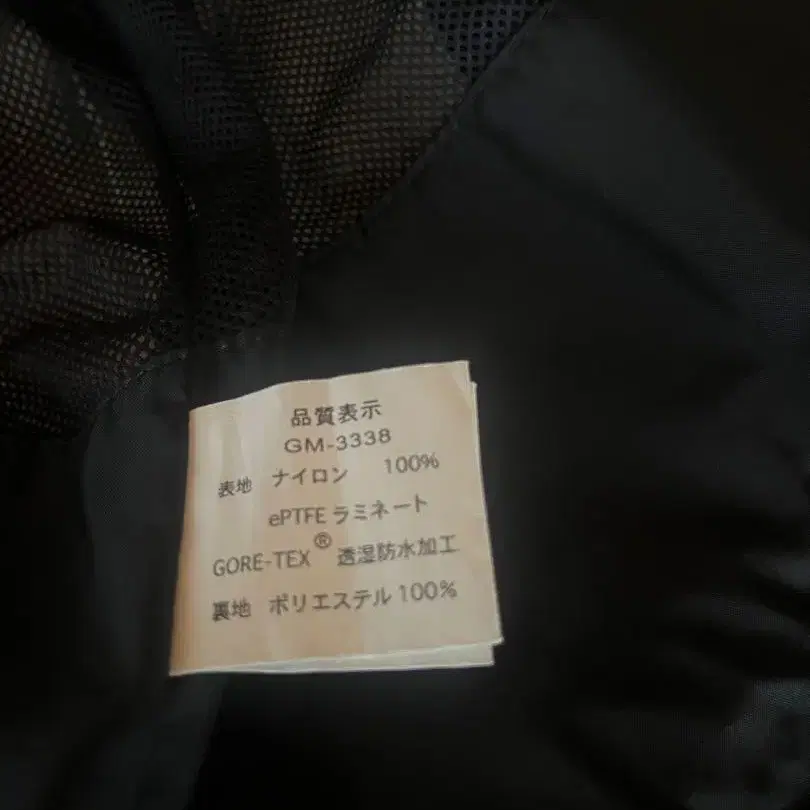 品質表示
GM-3338
表地 ナイロン 100%
ePTFE ラミネート
GORE-TEX® 透湿防水加工
裏地 ポリエステル 100%